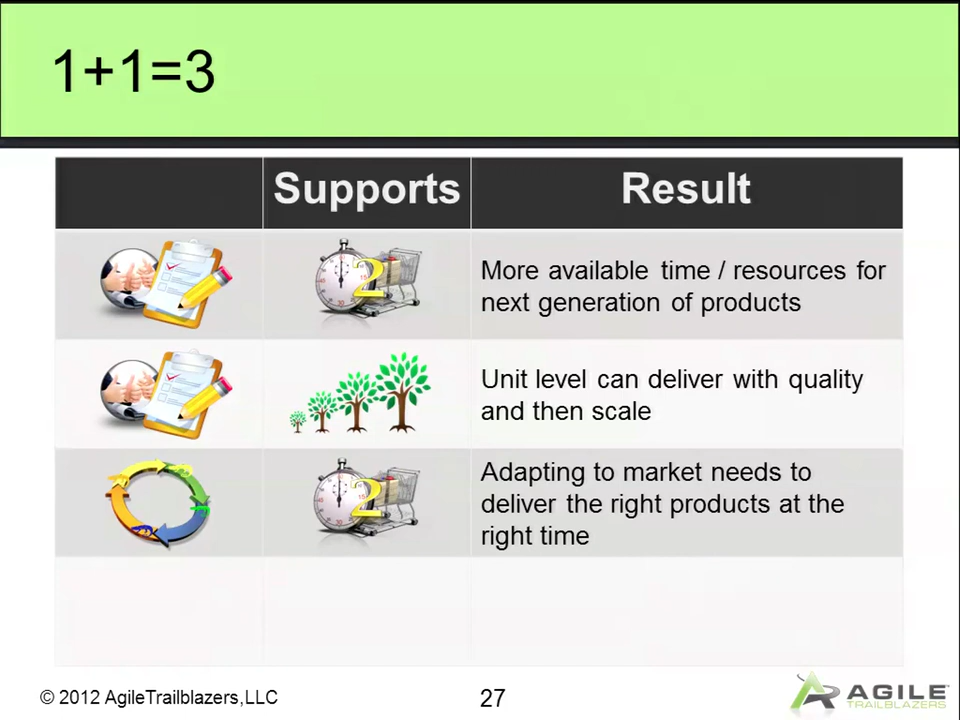 1+1=3
Supports Result
2
More available time / resources for
next generation of products
Unit level can deliver with quality
and then scale
2
Adapting to market needs to
deliver the right products at the
right time
© 2012 AgileTrailblazers,LLC
27
AGILE
TRAILBLAZERS